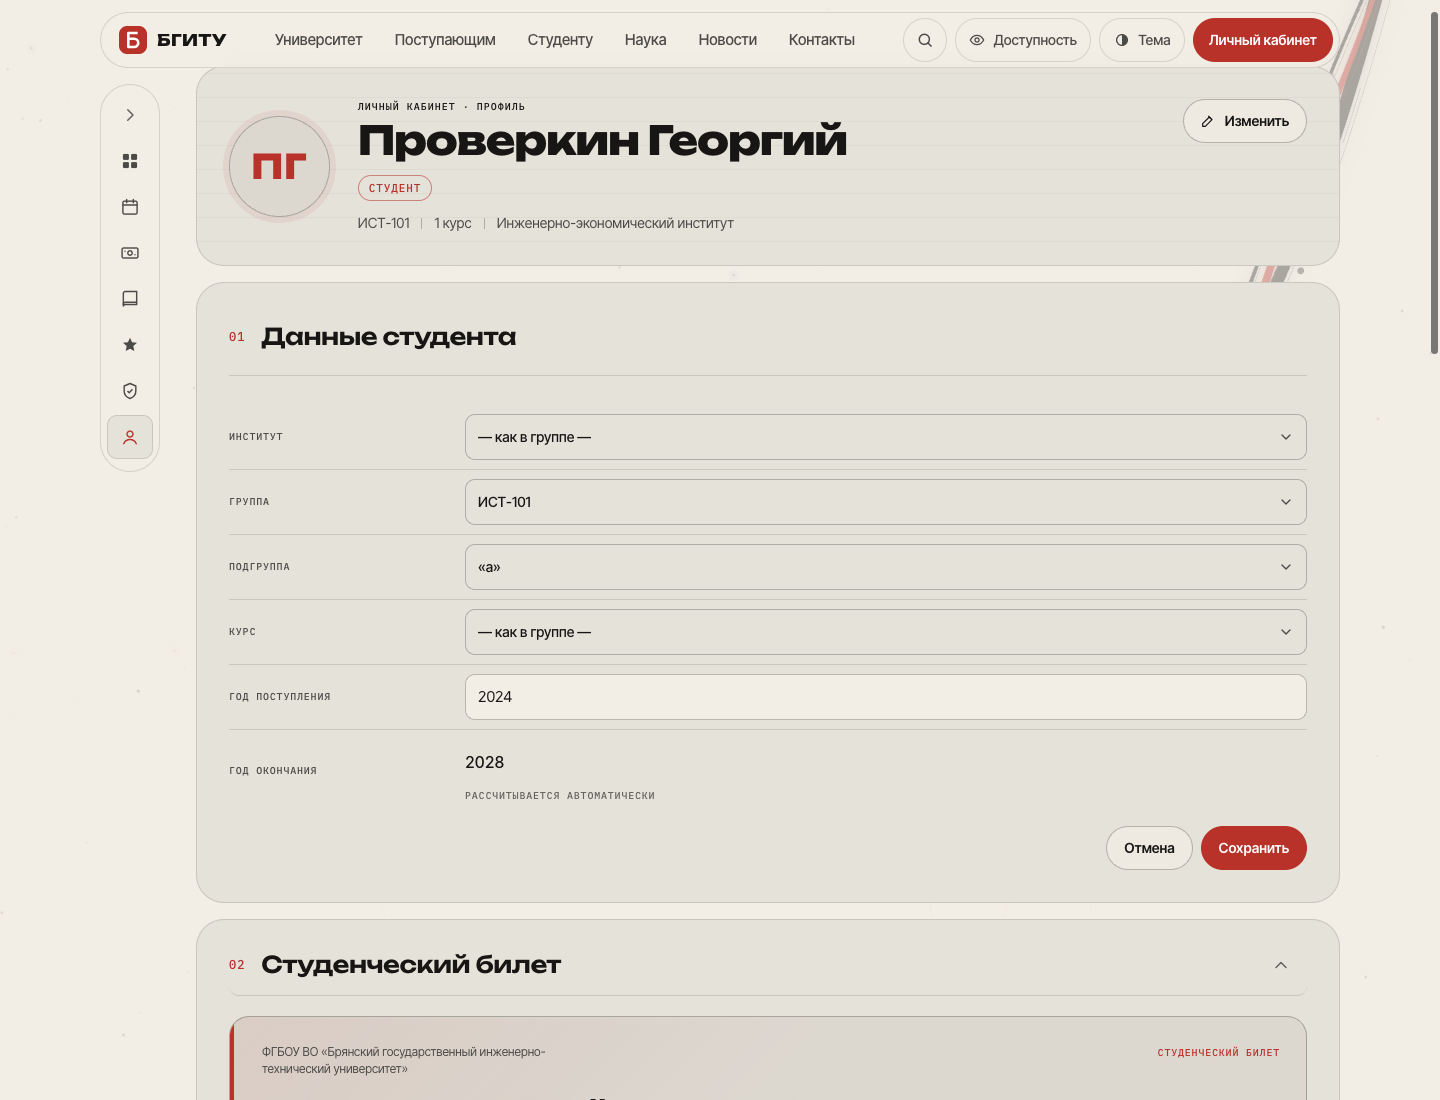 Б БГИТУ
Университет
Поступающим
Студенту
Наука
Новости
Контакты
Доступность
Тема
Личный кабинет
ЛИЧНЫЙ КАБИНЕТ · ПРОФИЛЬ
ПГ
Проверкин Георгий
Изменить
СТУДЕНТ
ИСТ-101 | 1 курс | Инженерно-экономический институт
01 Данные студента
ИНСТИТУТ
— как в группе —
ГРУППА
ИСТ-101
ПОДГРУППА
«а»
КУРС
— как в группе —
ГОД ПОСТУПЛЕНИЯ
2024
ГОД ОКОНЧАНИЯ
2028
РАССЧИТЫВАЕТСЯ АВТОМАТИЧЕСКИ
Отмена
Сохранить
02 Студенческий билет
ФГБОУ ВО «Брянский государственный инженерно-
технический университет»
СТУДЕНЧЕСКИЙ БИЛЕТ